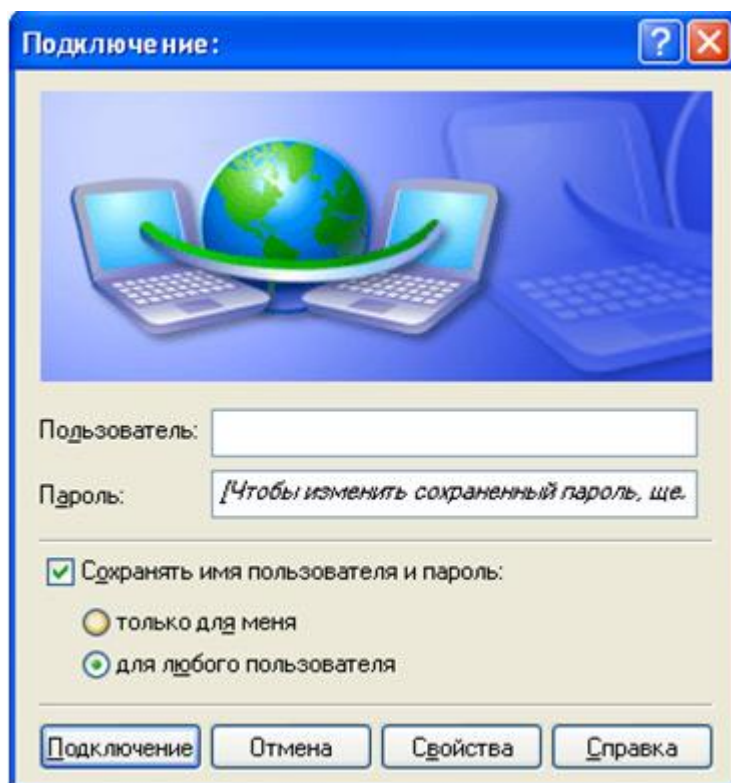 Подключение:
Пользователь:
Пароль: [Чтобы изменить сохраненный пароль, ще.
Сохранять имя пользователя и пароль:
только для меня
для любого пользователя
Подключение Отмена Свойства Справка